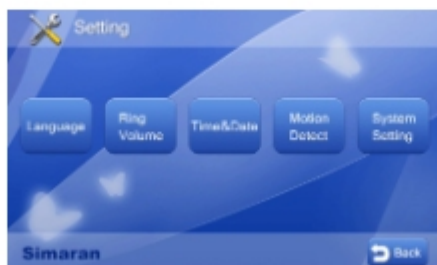 Setting
Language
Ring
Volume
Time&Date
Motion
Detect
System
Setting
Simaran
Back